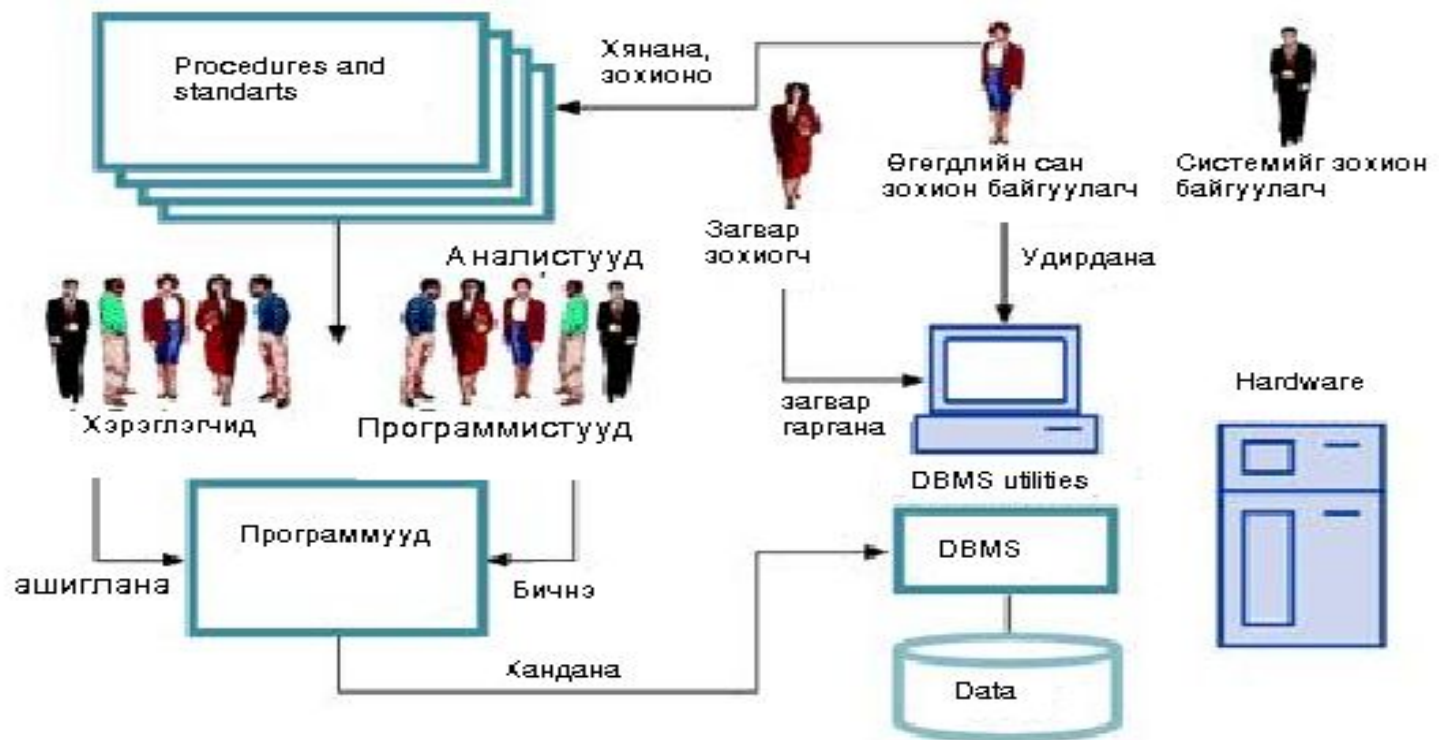 Procedures and
standarts
Хянана,
зохионо
Өгөгдлийн сан
зохион байгуулагч
Системийг зохион
байгуулагч
Загвар
зохиогч
Удирдана
Аналистууд
Хэрэглэгчид
Программистууд
загвар
гаргана
Hardware
DBMS utilities
Программууд
ашиглана
Бичнэ
DBMS
Хандана
Data